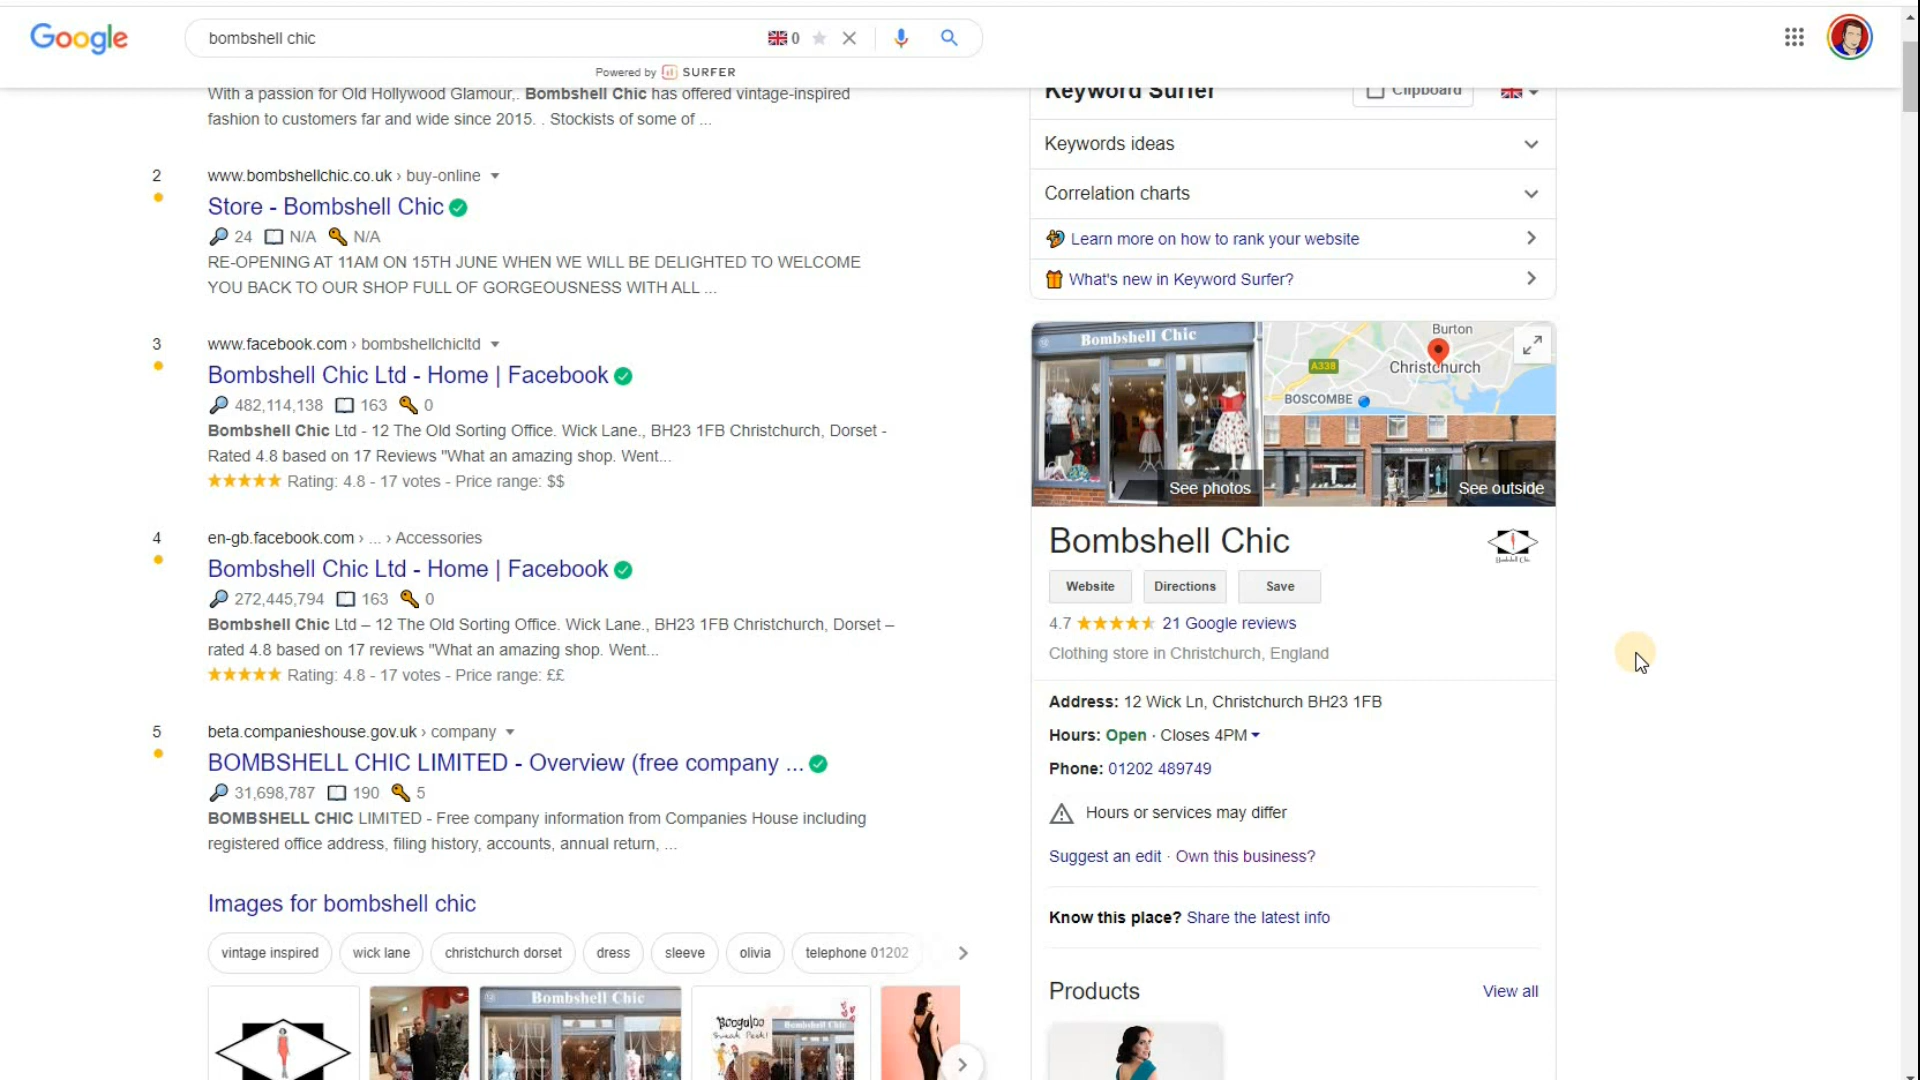 Google
bombshell chic
0
Powered by SURFER
With a passion for Old Hollywood Glamour,. Bombshell Chic has offered vintage-inspired
fashion to customers far and wide since 2015. . Stockists of some of ...
2
www.bombshellchic.co.uk › buy-online
Store - Bombshell Chic
24 N/A N/A
RE-OPENING AT 11AM ON 15TH JUNE WHEN WE WILL BE DELIGHTED TO WELCOME
YOU BACK TO OUR SHOP FULL OF GORGEOUSNESS WITH ALL ...
3
www.facebook.com › bombshellchicltd
Bombshell Chic Ltd - Home | Facebook
482,114,138 163 0
Bombshell Chic Ltd - 12 The Old Sorting Office. Wick Lane., BH23 1FB Christchurch, Dorset -
Rated 4.8 based on 17 Reviews "What an amazing shop. Went...
Rating: 4.8 - 17 votes - Price range: $$
4
en-gb.facebook.com › ... › Accessories
Bombshell Chic Ltd - Home | Facebook
272,445,794 163 0
Bombshell Chic Ltd – 12 The Old Sorting Office. Wick Lane., BH23 1FB Christchurch, Dorset –
rated 4.8 based on 17 reviews "What an amazing shop. Went...
Rating: 4.8 - 17 votes - Price range: ££
5
beta.companieshouse.gov.uk › company
BOMBSHELL CHIC LIMITED - Overview (free company ...
31,698,787 190 5
BOMBSHELL CHIC LIMITED - Free company information from Companies House including
registered office address, filing history, accounts, annual return, ...
Images for bombshell chic
vintage inspired
wick lane
christchurch dorset
dress
sleeve
olivia
telephone 01202
Bombshell Chic
Boogaloo
Sneak Peek!
Bombshell Chic
Keyword Surfer
Clipboard
Keywords ideas
Correlation charts
Learn more on how to rank your website
What's new in Keyword Surfer?
Bombshell Chic
See photos
Burton
A338
Christchurch
BOSCOMBE
See outside
Bombshell Chic
Bombshell Chic
Website
Directions
Save
4.7 21 Google reviews
Clothing store in Christchurch, England
Address: 12 Wick Ln, Christchurch BH23 1FB
Hours: Open · Closes 4PM
Phone: 01202 489749
Hours or services may differ
Suggest an edit · Own this business?
Know this place? Share the latest info
Products
View all